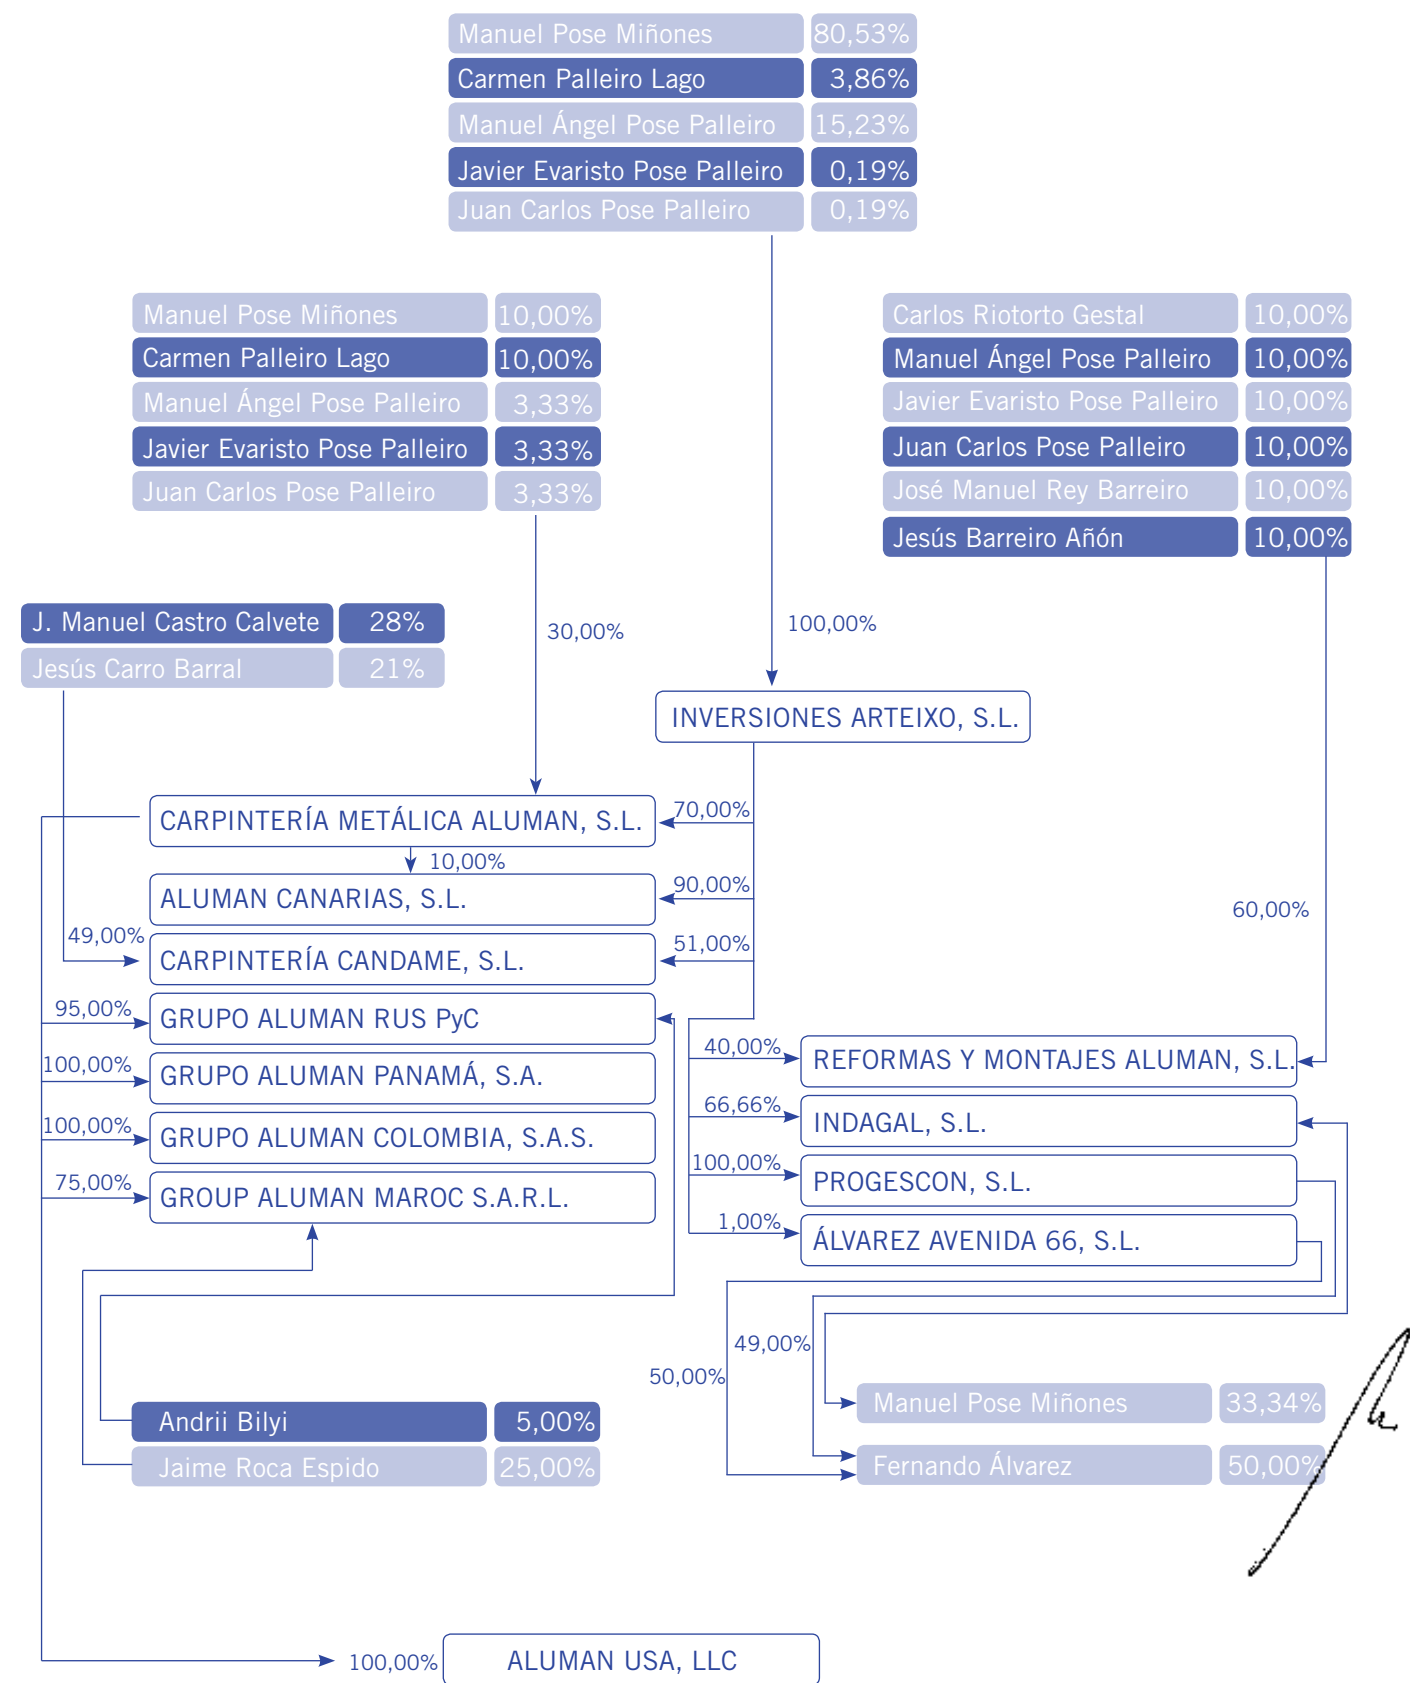 Manuel Pose Miñones 80,53%
Carmen Palleiro Lago 3,86%
Manuel Ángel Pose Palleiro 15,23%
Javier Evaristo Pose Palleiro 0,19%
Juan Carlos Pose Palleiro 0,19%
Manuel Pose Miñones 10,00%
Carmen Palleiro Lago 10,00%
Manuel Ángel Pose Palleiro 3,33%
Javier Evaristo Pose Palleiro 3,33%
Juan Carlos Pose Palleiro 3,33%
Carlos Riotorto Gestal 10,00%
Manuel Ángel Pose Palleiro 10,00%
Javier Evaristo Pose Palleiro 10,00%
Juan Carlos Pose Palleiro 10,00%
José Manuel Rey Barreiro 10,00%
Jesús Barreiro Añón 10,00%
J. Manuel Castro Calvete 28%
Jesús Carro Barral 21%
30,00%
100,00%
INVERSIONES ARTEIXO, S.L.
CARPINTERÍA METÁLICA ALUMAN, S.L.
70,00%
10,00%
ALUMAN CANARIAS, S.L.
90,00%
60,00%
49,00%
CARPINTERÍA CANDAME, S.L.
51,00%
95,00%
GRUPO ALUMAN RUS PyC
100,00%
GRUPO ALUMAN PANAMÁ, S.A.
100,00%
GRUPO ALUMAN COLOMBIA, S.A.S.
75,00%
GROUP ALUMAN MAROC S.A.R.L.
40,00%
REFORMAS Y MONTAJES ALUMAN, S.L.
66,66%
INDAGAL, S.L.
100,00%
PROGESCON, S.L.
1,00%
ÁLVAREZ AVENIDA 66, S.L.
49,00%
50,00%
Andrii Bilyi 5,00%
Jaime Roca Espido 25,00%
Manuel Pose Miñones 33,34%
Fernando Álvarez 50,00%
100,00%
ALUMAN USA, LLC